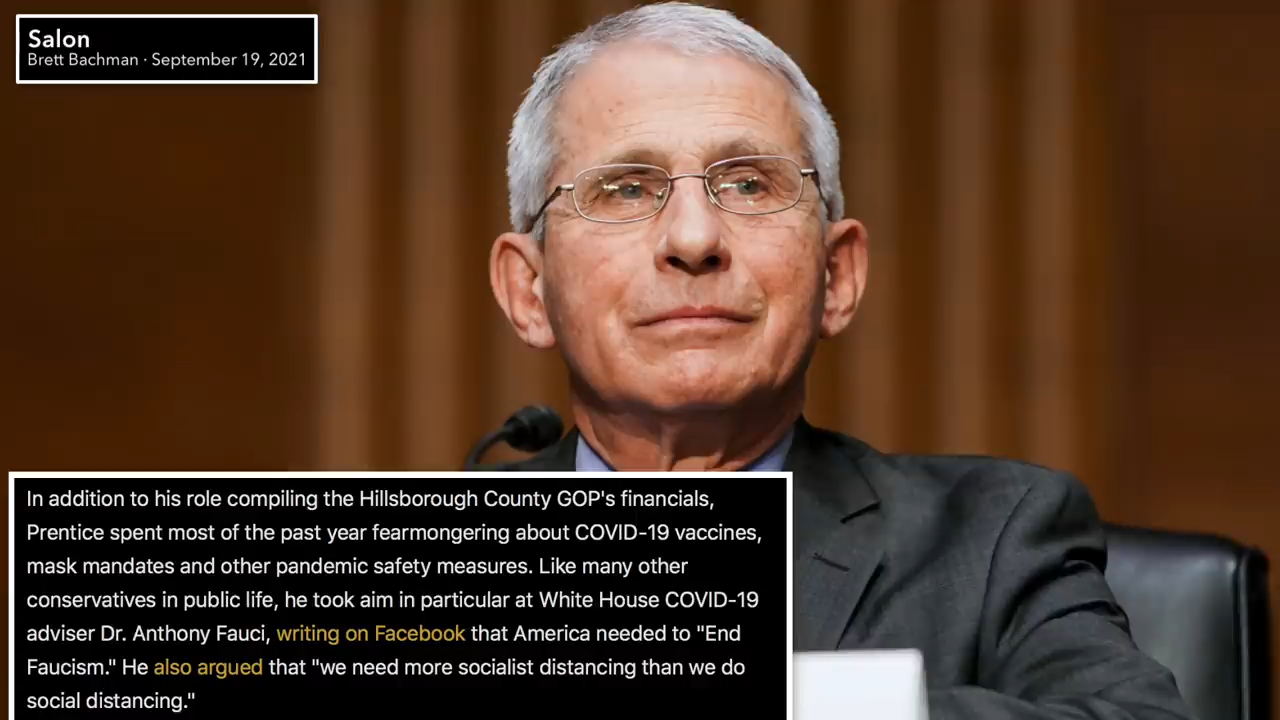 Salon
Brett Bachman · September 19, 2021
In addition to his role compiling the Hillsborough County GOP's financials,
Prentice spent most of the past year fearmongering about COVID-19 vaccines,
mask mandates and other pandemic safety measures. Like many other
conservatives in public life, he took aim in particular at White House COVID-19
adviser Dr. Anthony Fauci, writing on Facebook that America needed to "End
Faucism." He also argued that "we need more socialist distancing than we do
social distancing."